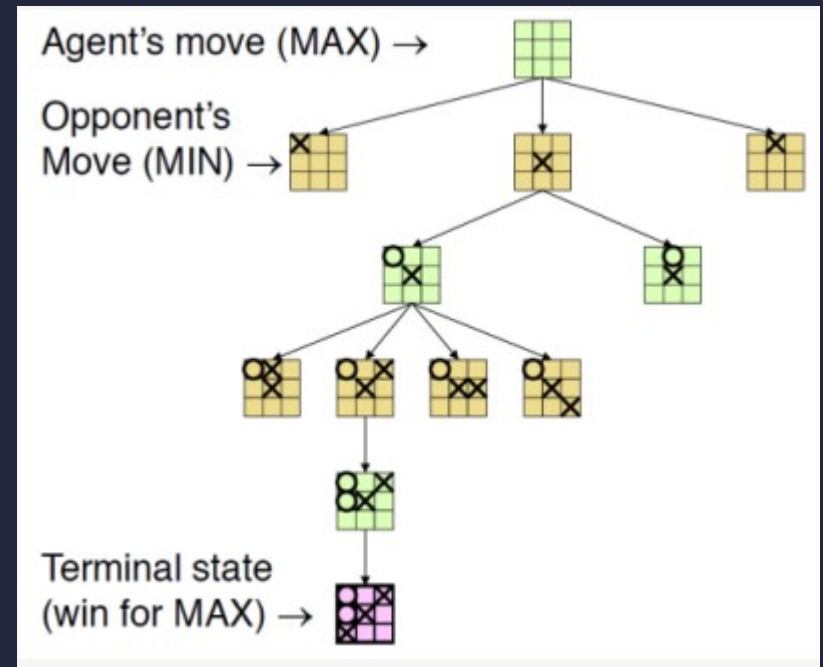 Agent's move (MAX) →
Opponent's
Move (MIN) →
Terminal state
(win for MAX) →